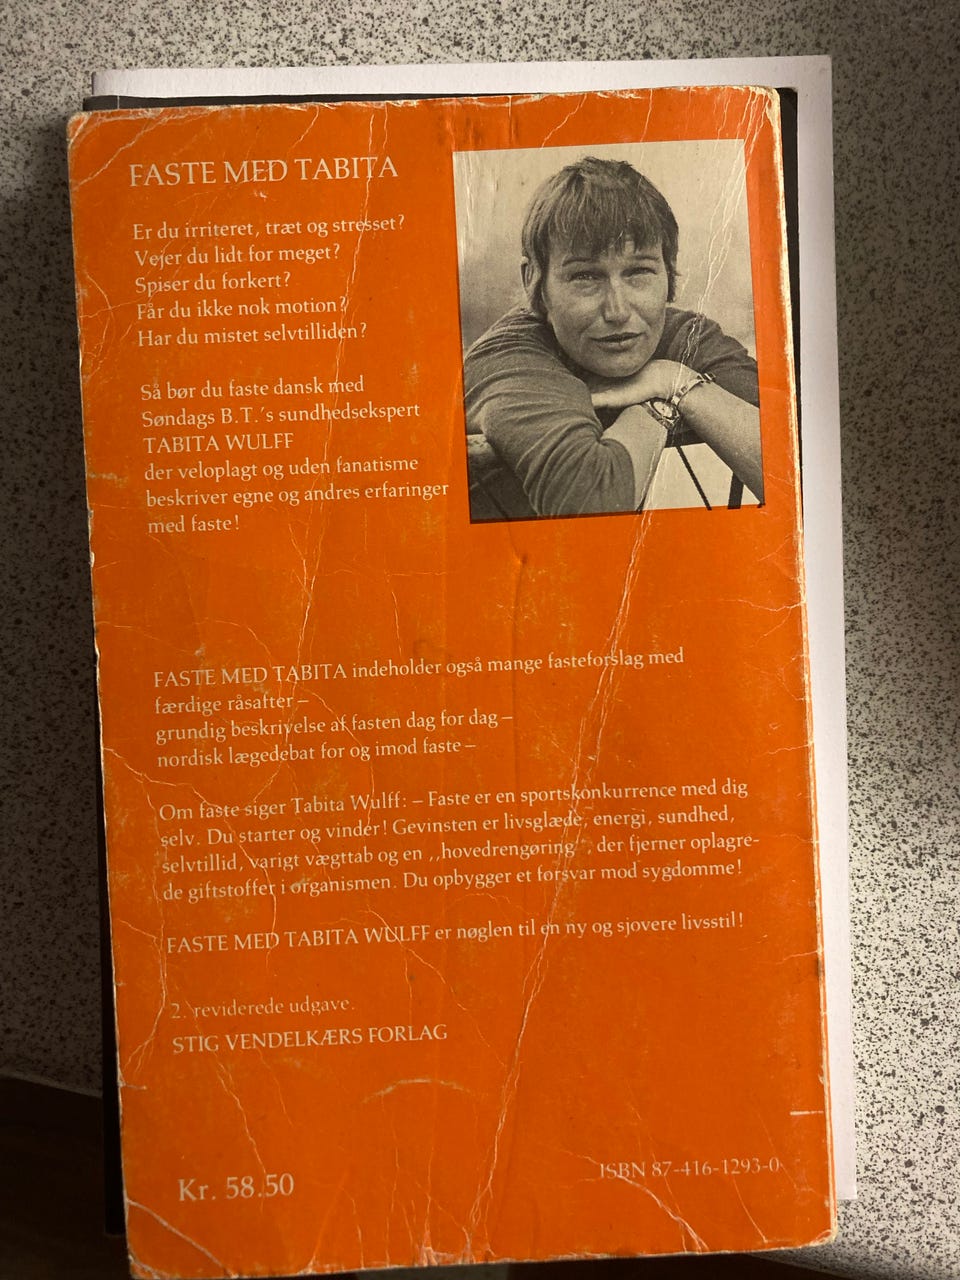 FASTE MED TABITA
Er du irriteret, træt og stresset?
Vejer du lidt for meget?
Spiser du forkert?
Får du ikke nok motion?
Har du mistet selvtilliden?
Så bør du faste dansk med
Søndags B.T.'s sundhedsekspert
TABITA WULFF
der veloplagt og uden fanatisme
beskriver egne og andres erfaringer
med faste!
FASTE MED TABITA indeholder også mange fasteforslag med
færdige råsafter –
grundig beskrivelse af fasten dag for dag –
nordisk lægedebat for og imod faste –
Om faste siger Tabita Wulff: – Faste er en sportskonkurrence med dig
selv. Du starter og vinder! Gevinsten er livsglæde, energi, sundhed,
selvtillid, varigt vægttab og en ,,hovedrengøring'', der fjerner oplagre-
de giftstoffer i organismen. Du opbygger et forsvar mod sygdomme!
FASTE MED TABITA WULFF er nøglen til en ny og sjovere livsstil!
2. reviderede udgave.
STIG VENDELKÆRS FORLAG
Kr. 58.50
ISBN 87-416-1293-0